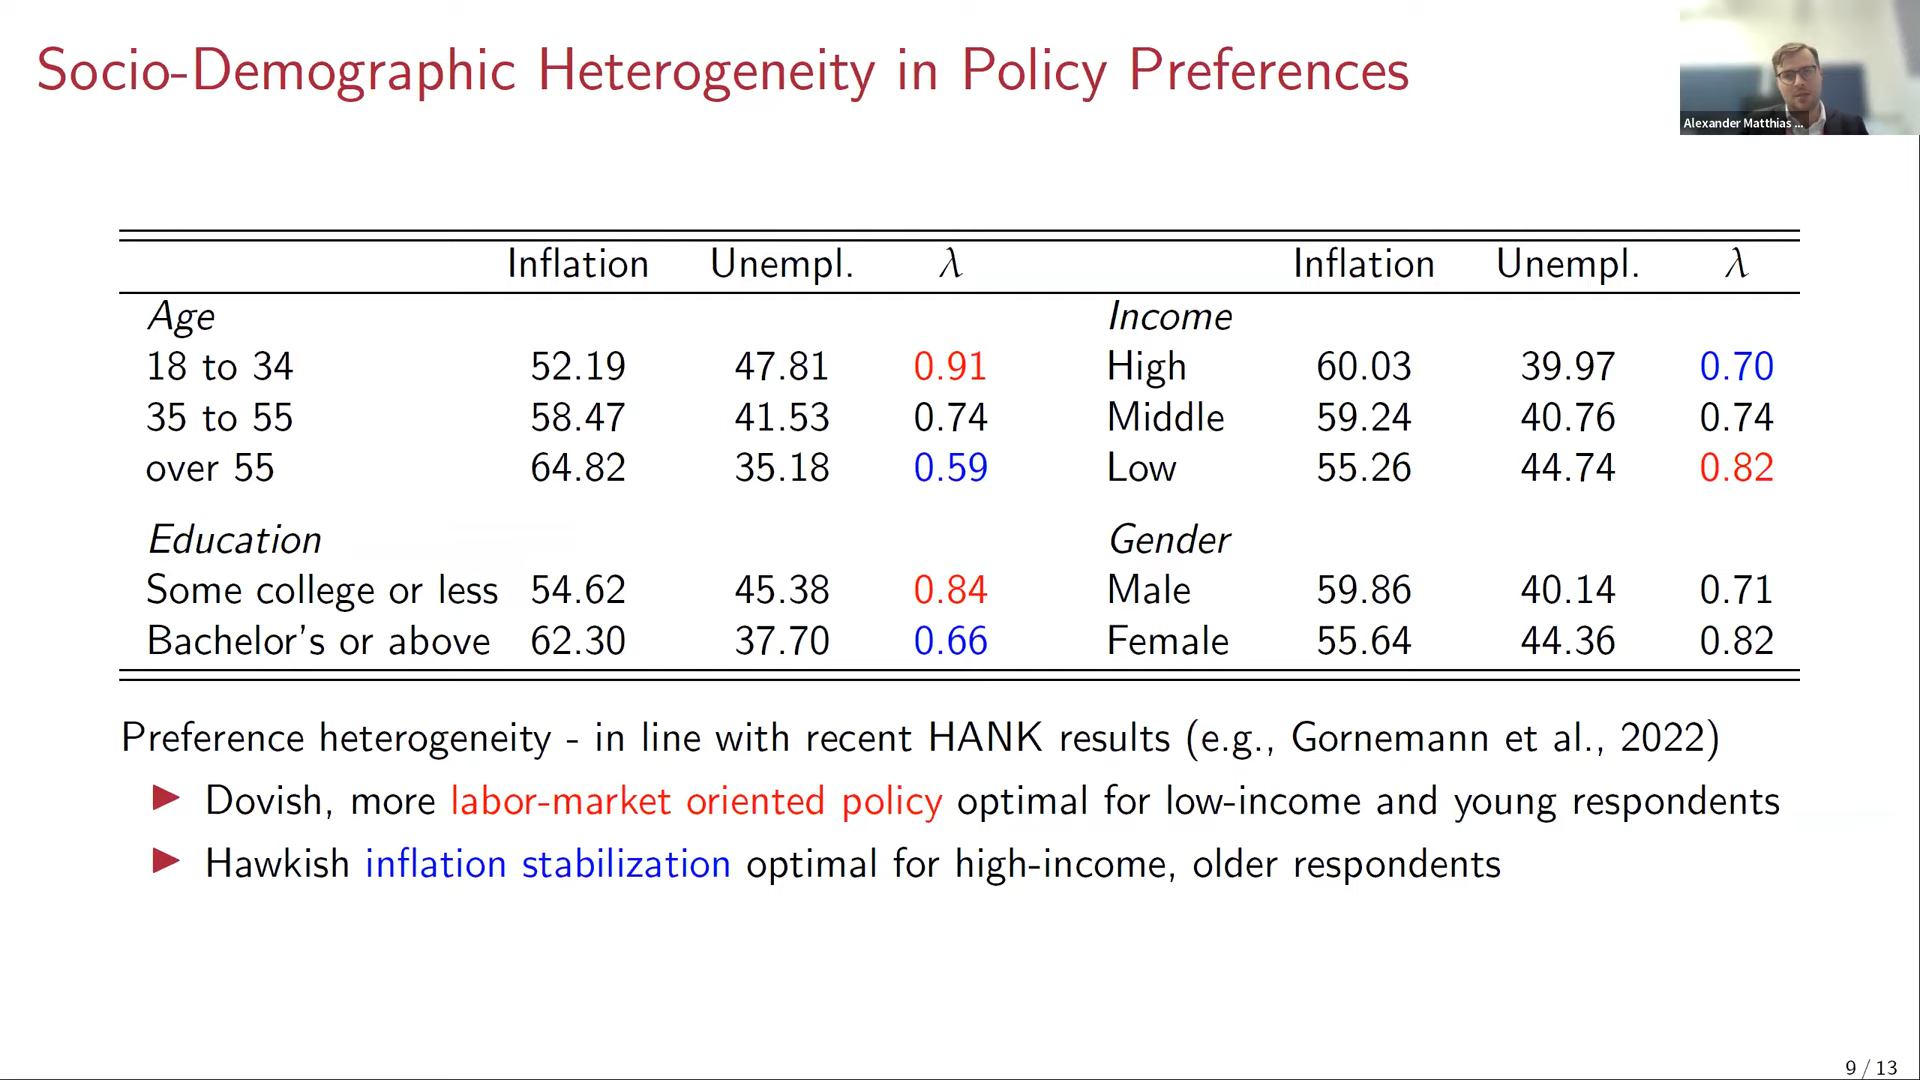 Socio-Demographic Heterogeneity in Policy Preferences
Alexander Matthias ...
Inflation Unempl. λ Inflation Unempl. λ
Age Income
18 to 34 52.19 47.81 0.91 High 60.03 39.97 0.70
35 to 55 58.47 41.53 0.74 Middle 59.24 40.76 0.74
over 55 64.82 35.18 0.59 Low 55.26 44.74 0.82
Education Gender
Some college or less 54.62 45.38 0.84 Male 59.86 40.14 0.71
Bachelor's or above 62.30 37.70 0.66 Female 55.64 44.36 0.82
Preference heterogeneity - in line with recent HANK results (e.g., Gornemann et al., 2022)
▶ Dovish, more labor-market oriented policy optimal for low-income and young respondents
▶ Hawkish inflation stabilization optimal for high-income, older respondents
9 / 13